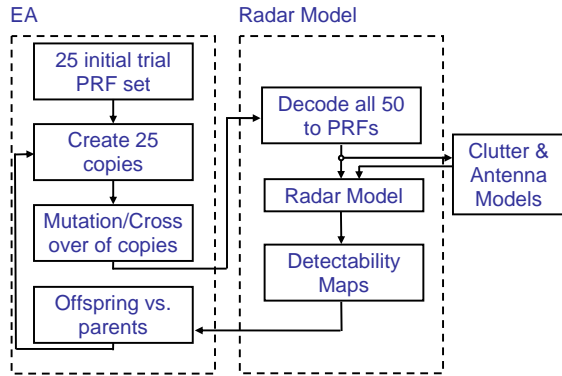 EA
Radar Model
25 initial trial
PRF set
Create 25
copies
Mutation/Cross
over of copies
Offspring vs.
parents
Decode all 50
to PRFs
Radar Model
Detectability
Maps
Clutter &
Antenna
Models